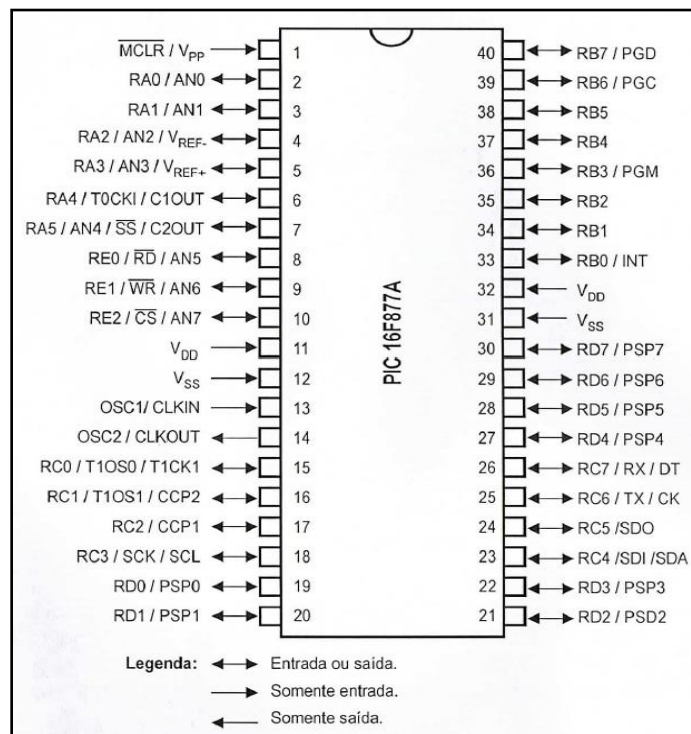 MCLR / VPP 1
RA0 / AN0 2
RA1 / AN1 3
RA2 / AN2 / VREF- 4
RA3 / AN3 / VREF+ 5
RA4 / T0CKI / C1OUT 6
RA5 / AN4 / SS / C2OUT 7
RE0 / RD / AN5 8
RE1 / WR / AN6 9
RE2 / CS / AN7 10
VDD 11
VSS 12
OSC1/ CLKIN 13
OSC2 / CLKOUT 14
RC0 / T1OS0 / T1CK1 15
RC1 / T1OS1 / CCP2 16
RC2 / CCP1 17
RC3 / SCK / SCL 18
RD0 / PSP0 19
RD1 / PSP1 20
PIC 16F877A
40 RB7 / PGD
39 RB6 / PGC
38 RB5
37 RB4
36 RB3 / PGM
35 RB2
34 RB1
33 RB0 / INT
32 VDD
31 VSS
30 RD7 / PSP7
29 RD6 / PSP6
28 RD5 / PSP5
27 RD4 / PSP4
26 RC7 / RX / DT
25 RC6 / TX / CK
24 RC5 /SDO
23 RC4 /SDI /SDA
22 RD3 / PSP3
21 RD2 / PSD2
Legenda: Entrada ou saída.
Somente entrada.
Somente saída.